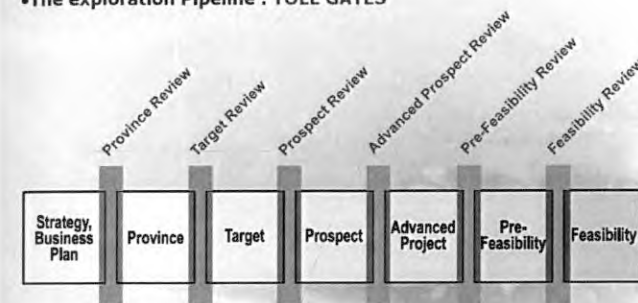 •The exploration Pipeline : TOLL GATES
Province Review
Target Review
Prospect Review
Advanced Prospect Review
Pre-Feasibility Review
Feasibility Review
Strategy,
Business
Plan
Province
Target
Prospect
Advanced
Project
Pre-
Feasibility
Feasibility